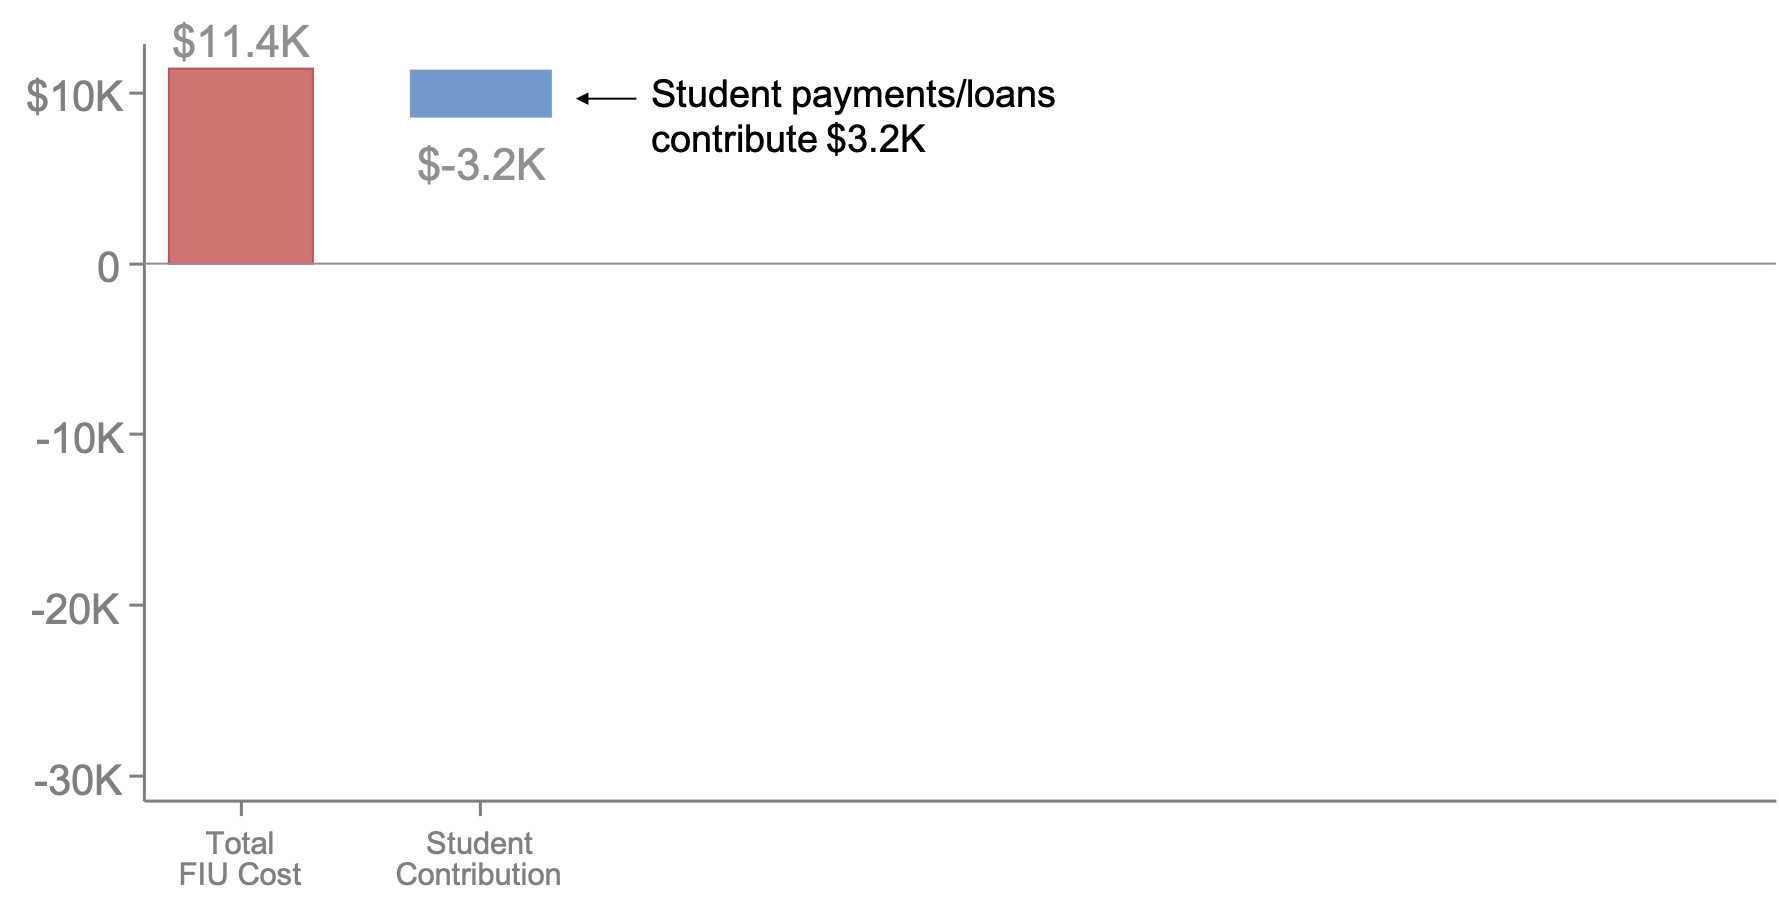 $11.4K
$10K
Student payments/loans
contribute $3.2K
$-3.2K
0
-10K
-20K
-30K
Total
FIU Cost
Student
Contribution